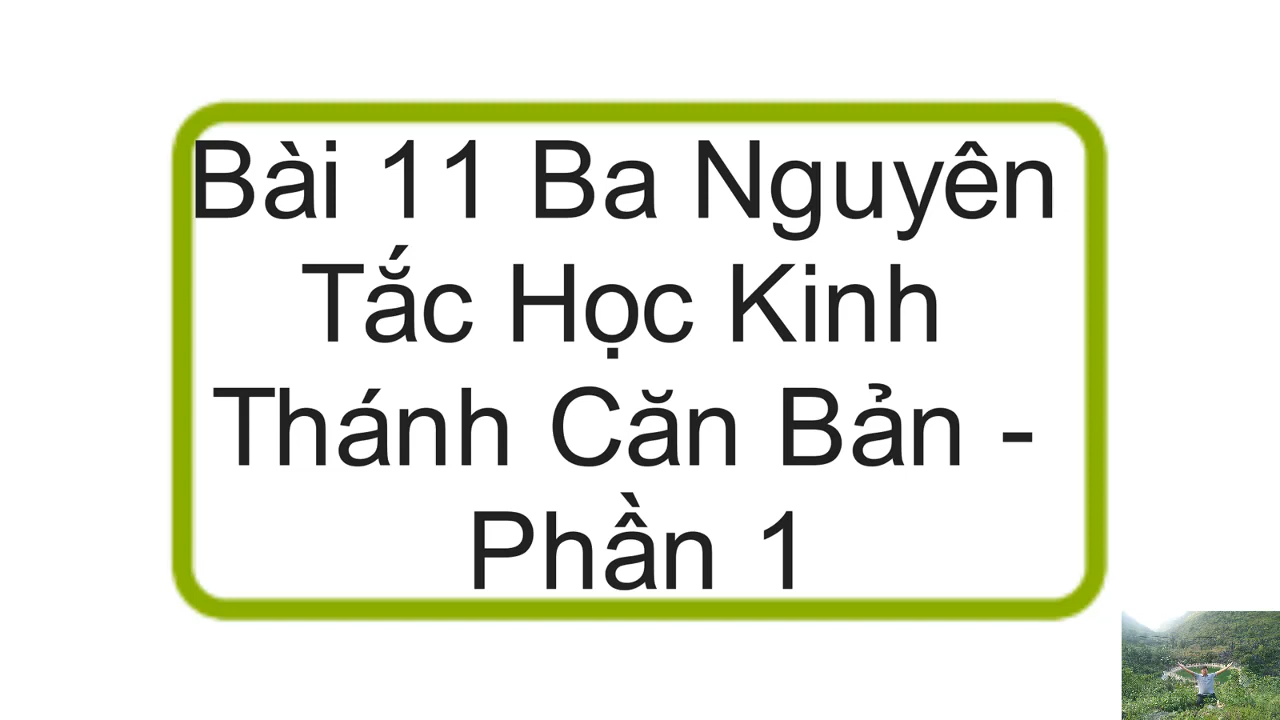 Bài 11 Ba Nguyên
Tắc Học Kinh
Thánh Căn Bản -
Phần 1